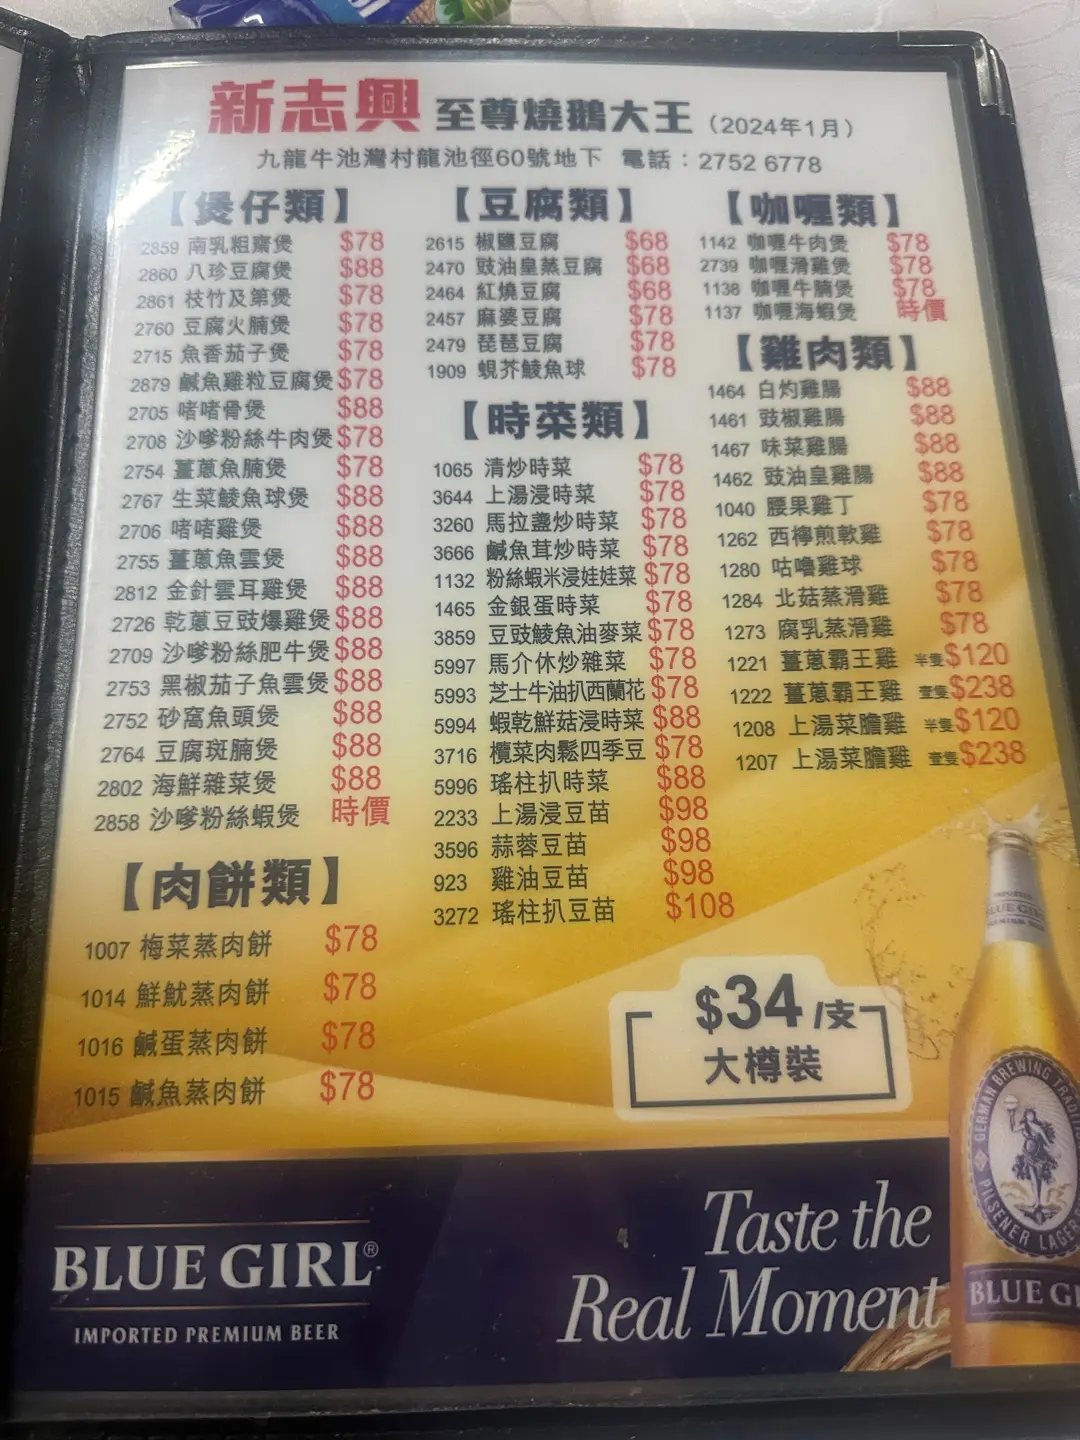 新志興 至尊燒鵝大王 (2024年1月)
九龍牛池灣村龍池徑60號地下 電話：2752 6778
【煲仔類】
2859 南乳粗齋煲 $78
2860 八珍豆腐煲 $88
2861 枝竹及第煲 $78
2760 豆腐火腩煲 $78
2715 魚香茄子煲 $78
2879 鹹魚雞粒豆腐煲 $78
2705 啫啫骨煲 $88
2708 沙嗲粉絲牛肉煲 $78
2754 薑蔥魚腩煲 $78
2767 生菜鯪魚球煲 $88
2706 啫啫雞煲 $88
2755 薑蔥魚雲煲 $88
2812 金針雲耳雞煲 $88
2726 乾蔥豆豉爆雞煲 $88
2709 沙嗲粉絲肥牛煲 $88
2753 黑椒茄子魚雲煲 $88
2752 砂窩魚頭煲 $88
2764 豆腐斑腩煲 $88
2802 海鮮雜菜煲 $88
2858 沙嗲粉絲蝦煲 時價
【肉餅類】
1007 梅菜蒸肉餅 $78
1014 鮮魷蒸肉餅 $78
1016 鹹蛋蒸肉餅 $78
1015 鹹魚蒸肉餅 $78
【豆腐類】
2615 椒鹽豆腐 $68
2470 豉油皇蒸豆腐 $68
2464 紅燒豆腐 $68
2457 麻婆豆腐 $78
2479 琵琶豆腐 $78
1909 蜆芥鯪魚球 $78
【時菜類】
1065 清炒時菜 $78
3644 上湯浸時菜 $78
3260 馬拉盞炒時菜 $78
3666 鹹魚茸炒時菜 $78
1132 粉絲蝦米浸娃娃菜 $78
1465 金銀蛋時菜 $78
3859 豆豉鯪魚油麥菜 $78
5997 馬介休炒雜菜 $78
5993 芝士牛油扒西蘭花 $78
5994 蝦乾鮮菇浸時菜 $88
3716 欖菜肉鬆四季豆 $78
5996 瑤柱扒時菜 $88
2233 上湯浸豆苗 $98
3596 蒜蓉豆苗 $98
923 雞油豆苗 $98
3272 瑤柱扒豆苗 $108
【咖喱類】
1142 咖喱牛肉煲 $78
2739 咖喱滑雞煲 $78
1138 咖喱牛腩煲 $78
1137 咖喱海蝦煲 時價
【雞肉類】
1464 白灼雞腸 $88
1461 豉椒雞腸 $88
1467 味菜雞腸 $88
1462 豉油皇雞腸 $88
1040 腰果雞丁 $78
1262 西檸煎軟雞 $78
1280 咕嚕雞球 $78
1284 北菇蒸滑雞 $78
1273 腐乳蒸滑雞 $78
1221 薑蔥霸王雞 半隻 $120
1222 薑蔥霸王雞 壹隻 $238
1208 上湯菜膽雞 半隻 $120
1207 上湯菜膽雞 壹隻 $238
$34/支
大樽裝
BLUE GIRL®
IMPORTED PREMIUM BEER
Taste the
Real Moment
BLUE GIRL
GERMAN BREWING TRADITI
PILSENER LAGER
BLUE GI